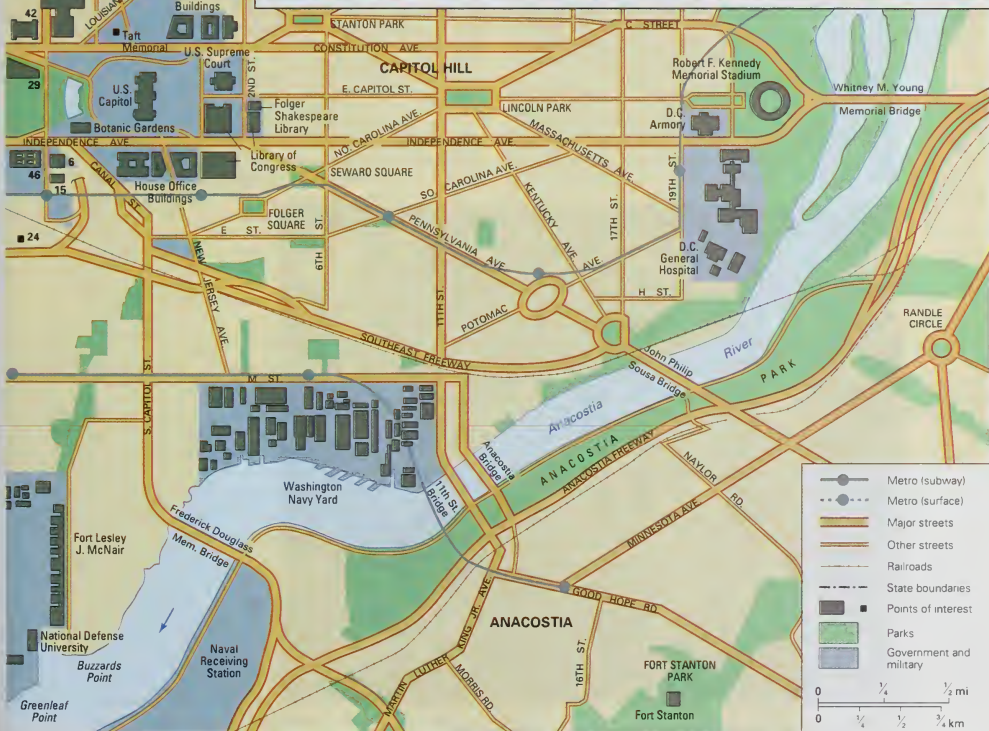 42
LOUISIANA
Buildings
Taft
Memorial
STANTON PARK
C STREET
CONSTITUTION AVE.
U.S. Supreme
Court
2ND ST.
CAPITOL HILL
Robert F. Kennedy
Memorial Stadium
29
U.S.
Capitol
E. CAPITOL ST.
Whitney M. Young
Memorial Bridge
Folger
Shakespeare
Library
LINCOLN PARK
D.C.
Armory
Botanic Gardens
NO. CAROLINA AVE.
MASSACHUSETTS AVE.
INDEPENDENCE AVE.
INDEPENDENCE AVE.
Library of
Congress
46
6
15
CANAL ST.
House Office
Buildings
SEWARD SQUARE
SO. CAROLINA AVE.
KENTUCKY AVE.
19TH ST.
17TH ST.
FOLGER
SQUARE
E ST.
6TH ST.
PENNSYLVANIA AVE.
AVE.
24
D.C.
General
Hospital
NEW JERSEY AVE.
H ST.
11TH ST.
POTOMAC
RANDLE
CIRCLE
SOUTHEAST FREEWAY
John Philip
Sousa Bridge
River
PARK
M ST.
S. CAPITOL ST.
Anacostia
ANACOSTIA
ANACOSTIA FREEWAY
Anacostia
Bridge
11th St.
Bridge
NAYLOR RD.
Washington
Navy Yard
MINNESOTA AVE.
Frederick Douglass
Mem. Bridge
Fort Lesley
J. McNair
GOOD HOPE RD.
ANACOSTIA
MARTIN LUTHER KING JR. AVE.
MORRIS RD.
16TH ST.
National Defense
University
Buzzards
Point
Greenleaf
Point
Naval
Receiving
Station
FORT STANTON
PARK
Fort Stanton
Metro (subway)
Metro (surface)
Major streets
Other streets
Railroads
State boundaries
Points of interest
Parks
Government and
military
0 1/4 1/2 mi
0 1/4 1/2 3/4 km